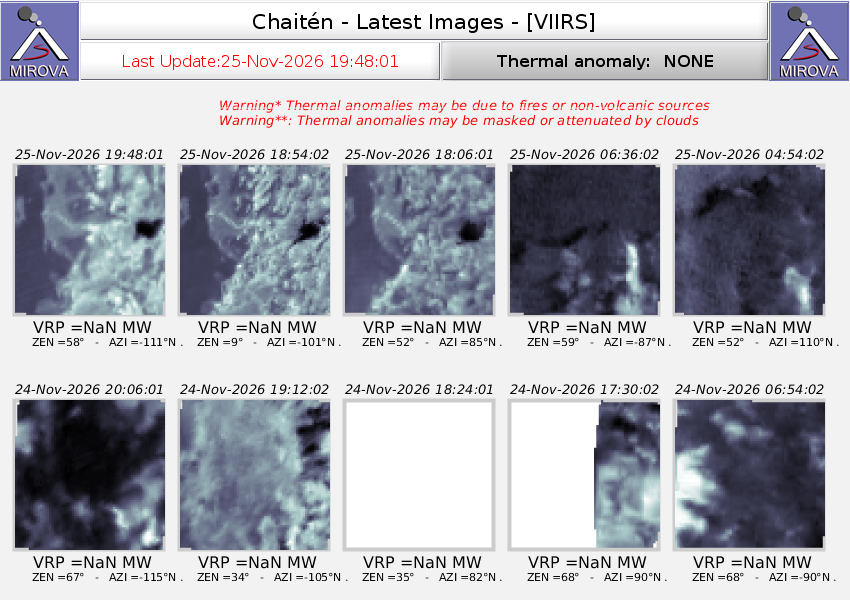 Chaitén - Latest Images - [VIIRS]
MIROVA
Last Update:25-Nov-2026 19:48:01
Thermal anomaly: NONE
MIROVA
Warning* Thermal anomalies may be due to fires or non-volcanic sources
Warning**: Thermal anomalies may be masked or attenuated by clouds
25-Nov-2026 19:48:01
25-Nov-2026 18:54:02
25-Nov-2026 18:06:01
25-Nov-2026 06:36:02
25-Nov-2026 04:54:02
VRP =NaN MW
VRP =NaN MW
VRP =NaN MW
VRP =NaN MW
VRP =NaN MW
ZEN =58° - AZI =-111°N .
ZEN =9° - AZI =-101°N .
ZEN =52° - AZI =85°N .
ZEN =59° - AZI =-87°N .
ZEN =52° - AZI =110°N .
24-Nov-2026 20:06:01
24-Nov-2026 19:12:02
24-Nov-2026 18:24:01
24-Nov-2026 17:30:02
24-Nov-2026 06:54:02
VRP =NaN MW
VRP =NaN MW
VRP =NaN MW
VRP =NaN MW
VRP =NaN MW
ZEN =67° - AZI =-115°N .
ZEN =34° - AZI =-105°N .
ZEN =35° - AZI =82°N .
ZEN =68° - AZI =90°N .
ZEN =68° - AZI =-90°N .